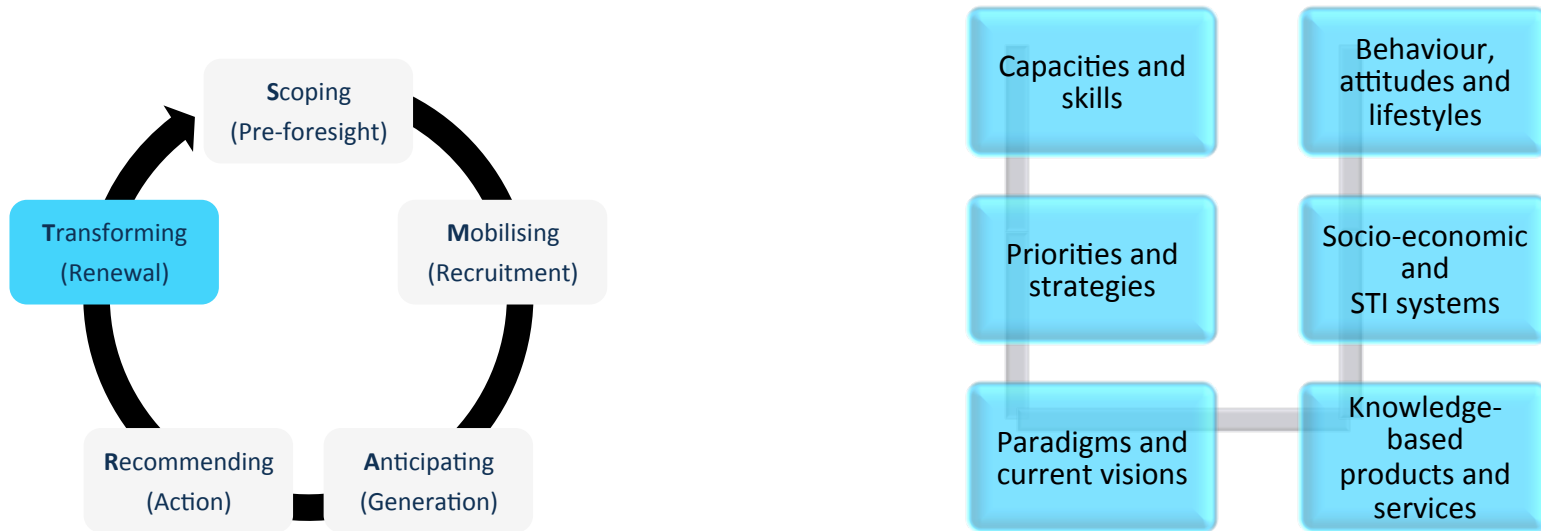 Scoping
(Pre-foresight)
Mobilising
(Recruitment)
Anticipating
(Generation)
Recommending
(Action)
Transforming
(Renewal)
Capacities and
skills
Priorities and
strategies
Paradigms and
current visions
Knowledge-
based
products and
services
Socio-economic
and
STI systems
Behaviour,
attitudes and
lifestyles